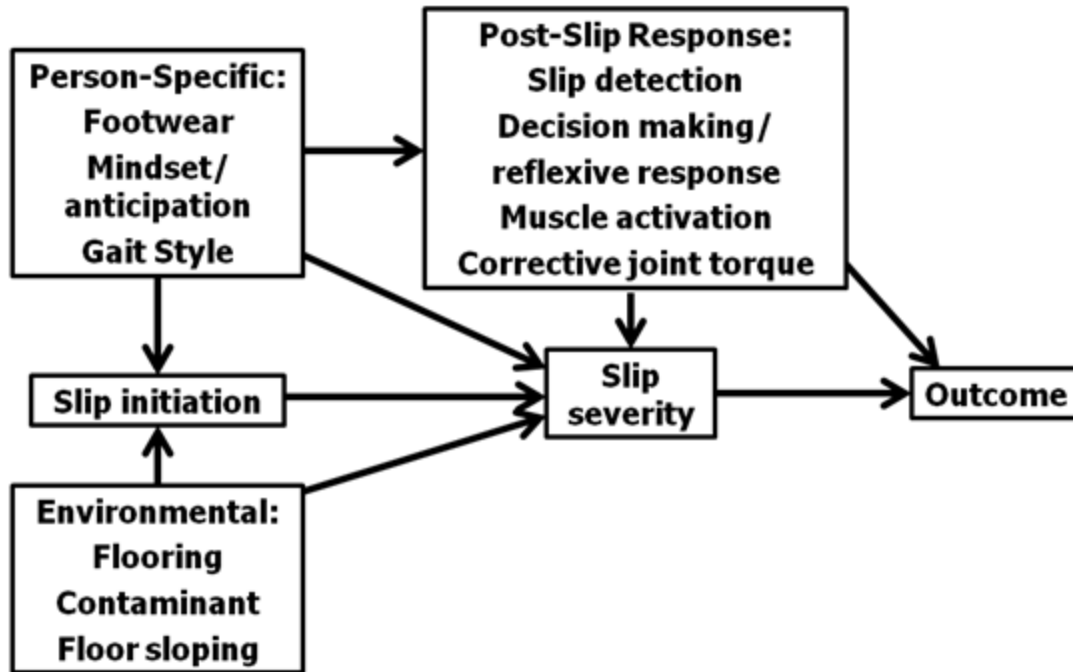 Person-Specific:
Footwear
Mindset/
anticipation
Gait Style
Post-Slip Response:
Slip detection
Decision making/
reflexive response
Muscle activation
Corrective joint torque
Slip initiation
Slip
severity
Outcome
Environmental:
Flooring
Contaminant
Floor sloping